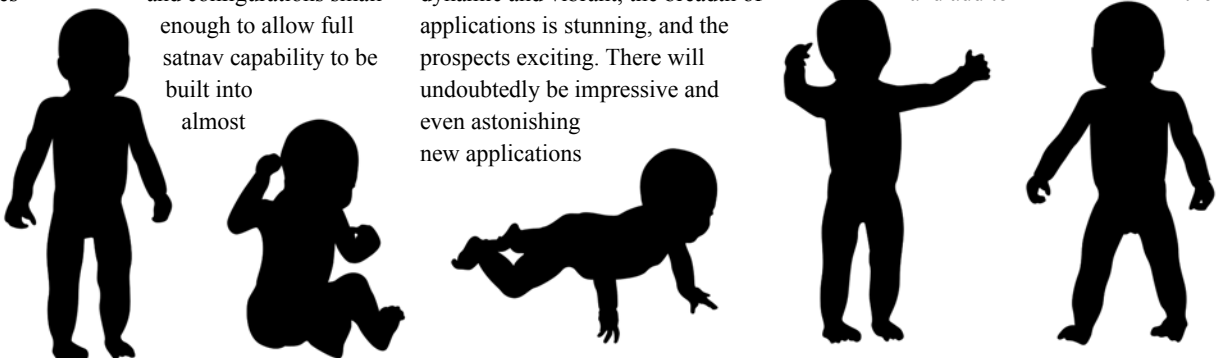 enough to allow full
satnav capability to be
built into
almost
applications is stunning, and the
prospects exciting. There will
undoubtedly be impressive and
even astonishing
new applications